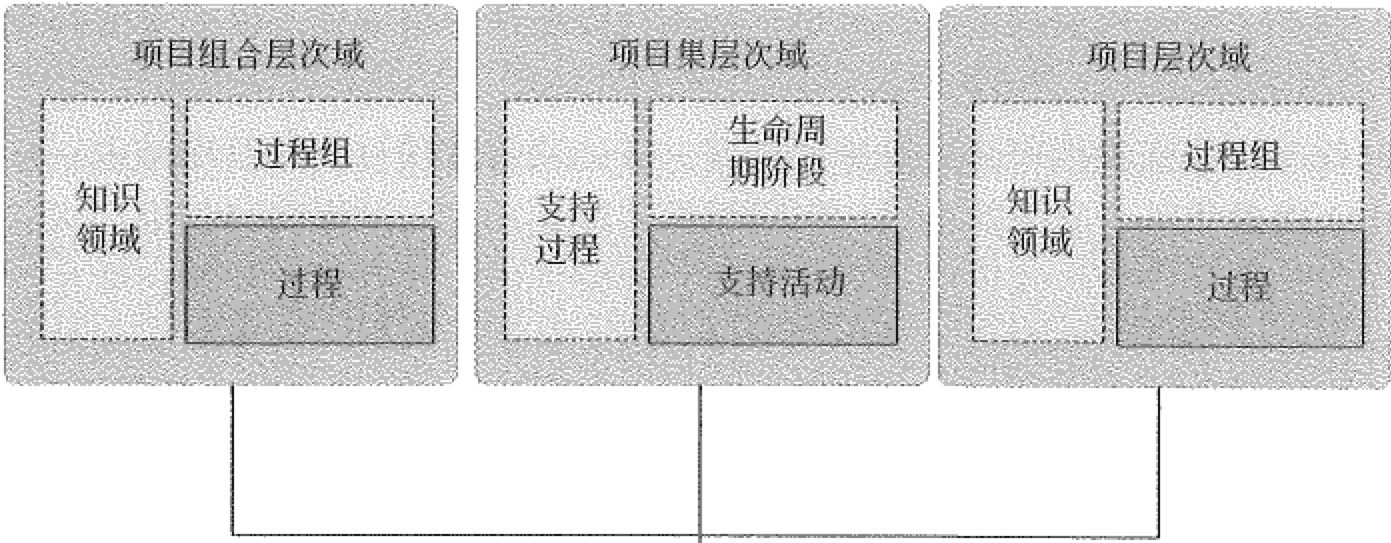 项目组合层次域
知识
领域
过程组
过程
项目集层次域
支持
过程
生命周
期阶段
支持活动
项目层次域
知识
领域
过程组
过程